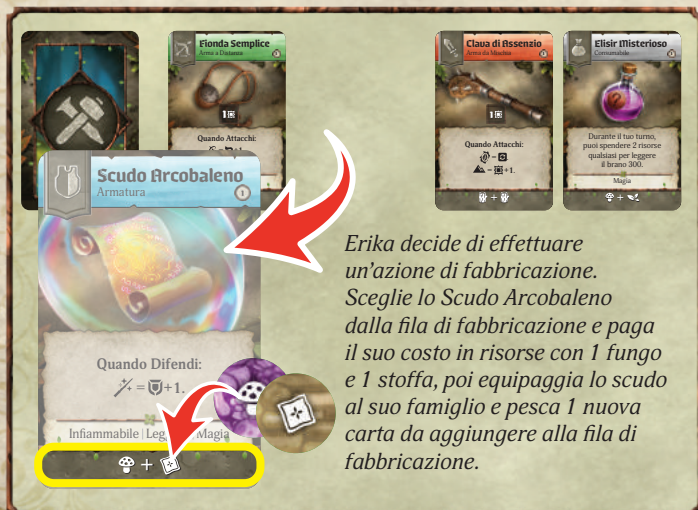 Fionda Semplice
Arma a Distanza
1
Quando Attacchi:
Clava di Assenzio
Arma da Mischia
1
Quando Attacchi:
=
= +1.
+
Elisir Misterioso
Consumabile
Durante il tuo turno,
puoi spendere 2 risorse
qualsiasi per leggere
il brano 300.
Magia
+
Scudo Arcobaleno
Armatura
1
Quando Difendi:
= +1.
Infiammabile | Leg
Magia
+
Erika decide di effettuare
un'azione di fabbricazione.
Sceglie lo Scudo Arcobaleno
dalla fila di fabbricazione e paga
il suo costo in risorse con 1 fungo
e 1 stoffa, poi equipaggia lo scudo
al suo famiglio e pesca 1 nuova
carta da aggiungere alla fila di
fabbricazione.